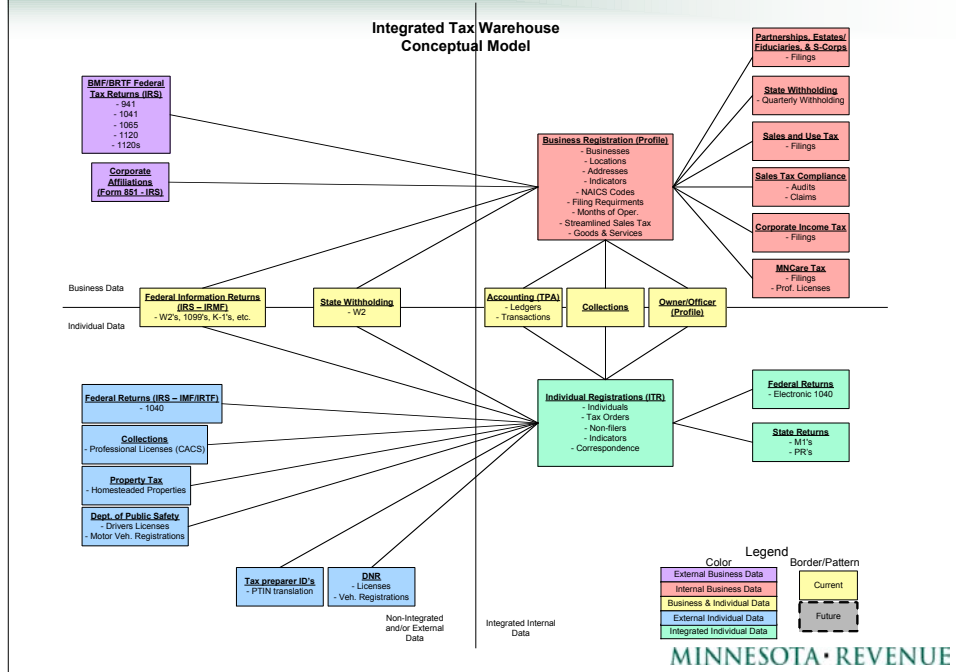 Integrated Tax Warehouse
Conceptual Model
BMF/BRTF Federal
Tax Returns (IRS)
- 941
- 1041
- 1065
- 1120
- 1120s
Corporate
Affiliations
(Form 851 - IRS)
Business Registration (Profile)
- Businesses
- Locations
- Addresses
- Indicators
- NAICS Codes
- Filing Requirments
- Months of Oper.
- Streamlined Sales Tax
- Goods & Services
Partnerships, Estates/
Fiduciaries, & S-Corps
- Filings
State Withholding
- Quarterly Withholding
Sales and Use Tax
- Filings
Sales Tax Compliance
- Audits
- Claims
Corporate Income Tax
- Filings
MNCare Tax
- Filings
- Prof. Licenses
Business Data
Individual Data
Federal Information Returns
(IRS – IRMF)
- W2's, 1099's, K-1's, etc.
State Withholding
- W2
Accounting (TPA)
- Ledgers
- Transactions
Collections
Owner/Officer
(Profile)
Federal Returns (IRS – IMF/IRTF)
- 1040
Collections
- Professional Licenses (CACS)
Property Tax
- Homesteaded Properties
Dept. of Public Safety
- Drivers Licenses
- Motor Veh. Registrations
Tax preparer ID's
- PTIN translation
DNR
- Licenses
- Veh. Registrations
Individual Registrations (ITR)
- Individuals
- Tax Orders
- Non-filers
- Indicators
- Correspondence
Federal Returns
- Electronic 1040
State Returns
- M1's
- PR's
Non-Integrated
and/or External
Data
Integrated Internal
Data
Legend
Color
Border/Pattern
External Business Data
Internal Business Data
Business & Individual Data
External Individual Data
Integrated Individual Data
Current
Future
MINNESOTA • REVENUE